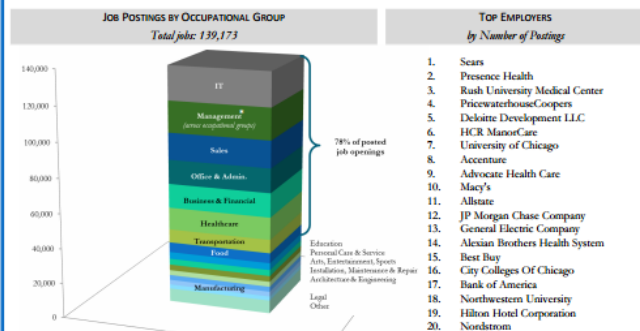 JOB POSTINGS BY OCCUPATIONAL GROUP
Total jobs: 139,173
140,000
120,000
100,000
80,000
60,000
40,000
20,000
0
IT
Management*
(across occupational groups)
Sales
Office & Admin.
Business & Financial
Healthcare
Transportation
Food
Manufacturing
78% of posted
job openings
Education
Personal Care & Service
Arts, Entertainment, Sports
Installation, Maintenance & Repair
Architecture & Engineering
Legal
Other
TOP EMPLOYERS
by Number of Postings
1. Sears
2. Presence Health
3. Rush University Medical Center
4. PricewaterhouseCoopers
5. Deloitte Development LLC
6. HCR ManorCare
7. University of Chicago
8. Accenture
9. Advocate Health Care
10. Macy's
11. Allstate
12. JP Morgan Chase Company
13. General Electric Company
14. Alexian Brothers Health System
15. Best Buy
16. City Colleges Of Chicago
17. Bank of America
18. Northwestern University
19. Hilton Hotel Corporation
20. Nordstrom